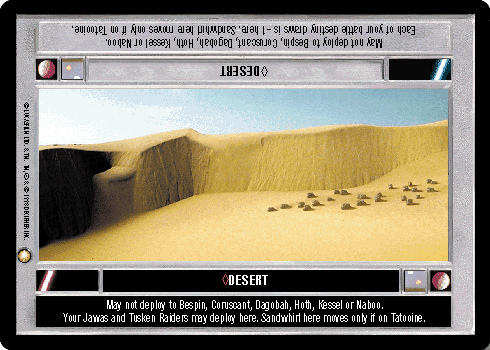 May not deploy to Bespin, Coruscant, Dagobah, Hoth, Kessel or Naboo.
Each of your battle destiny draws is – 1 here. Sandwhirl here moves only if on Tatooine.
◊DESERT
◊DESERT
May not deploy to Bespin, Coruscant, Dagobah, Hoth, Kessel or Naboo.
Your Jawas and Tusken Raiders may deploy here. Sandwhirl here moves only if on Tatooine.